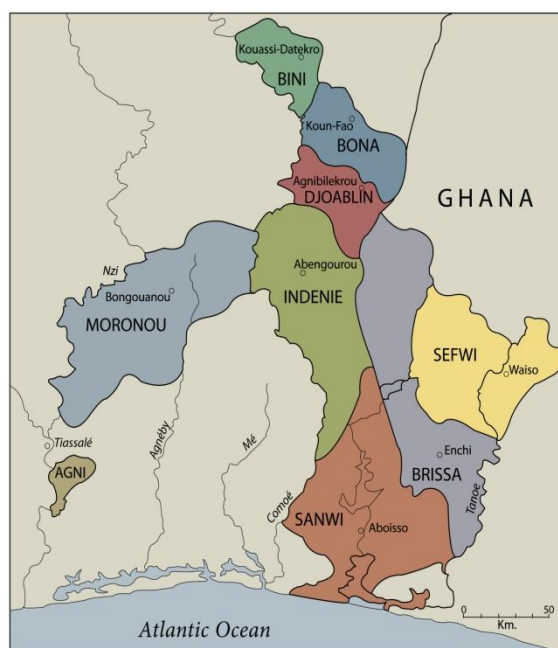 Kouassi-Datekro
BINI
Koun-Fao
BONA
Agnibilekrou
DJOABLIN
GHANA
Nzi
Abengourou
INDENIE
Bongouanou
MORONOU
SEFWI
Waiso
Tiassalé
Agnéby
Mé
Enchi
AGNI
BRISSA
Comoé
Tanoe
SANWI
Aboisso
0 50
Km.
Atlantic Ocean